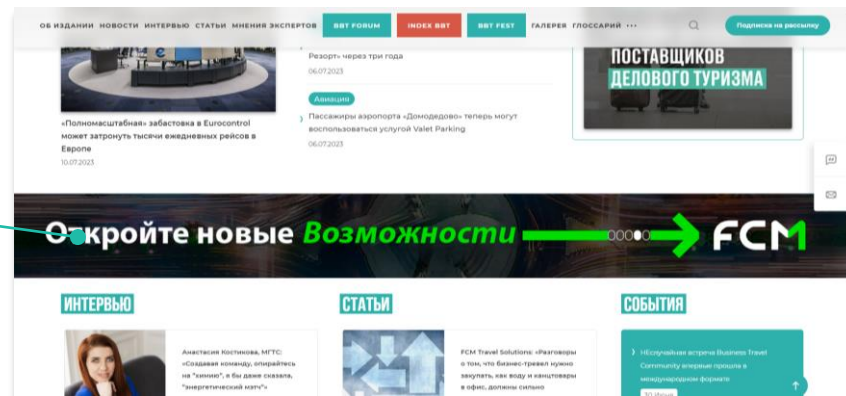 ОБ ИЗДАНИИ НОВОСТИ ИНТЕРВЬЮ СТАТЬИ МНЕНИЯ ЭКСПЕРТОВ BBT FORUM INDEX BBT BBT FEST ГАЛЕРЕЯ ГЛОССАРИЙ ••• Подписка на рассылку
«Полномасштабная» забастовка в Eurocontrol
может затронуть тысячи ежедневных рейсов в
Европе
10.07.2023
Резорт» через три года
06.07.2023
Авиация
Пассажиры аэропорта «Домодедово» теперь могут
воспользоваться услугой Valet Parking
06.07.2023
ПОСТАВЩИКОВ
ДЕЛОВОГО ТУРИЗМА
Откройте новые Возможности FCM
ИНТЕРВЬЮ
Анастасия Костикова, МГТС:
«Создавая команду, опирайтесь
на "химию", я бы даже сказала,
"энергетический мэтч"»
СТАТЬИ
FCM Travel Solutions: «Разговоры
о том, что бизнес-тревел нужно
закупать, как воду и канцтовары
в офис, должны сильно
СОБЫТИЯ
НЕслучайная встреча Business Travel
Community впервые прошла в
международном формате
30 Июня